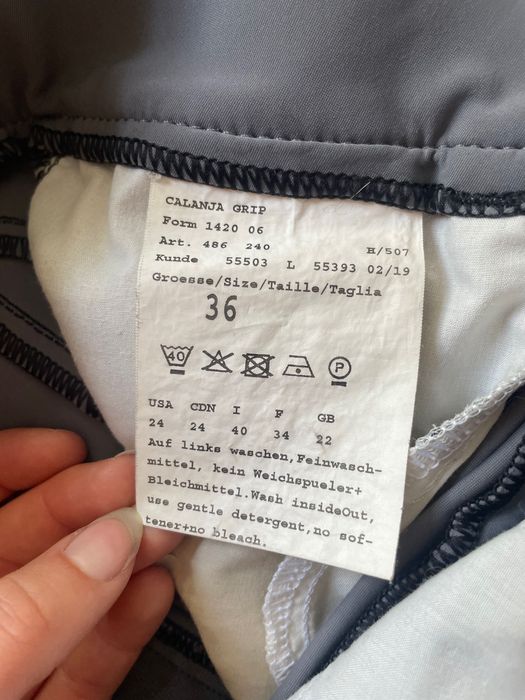 CALANJA GRIP
Form 1420 06
Art. 486 240 H/507
Kunde 55503 L 55393 02/19
Groesse/Size/Taille/Taglia
36
40 P
USA CDN I F GB
24 24 40 34 22
Auf links waschen,Feinwasch-
mittel, kein Weichspueler+
Bleichmittel.Wash insideOut,
use gentle detergent,no sof-
tener+no bleach.